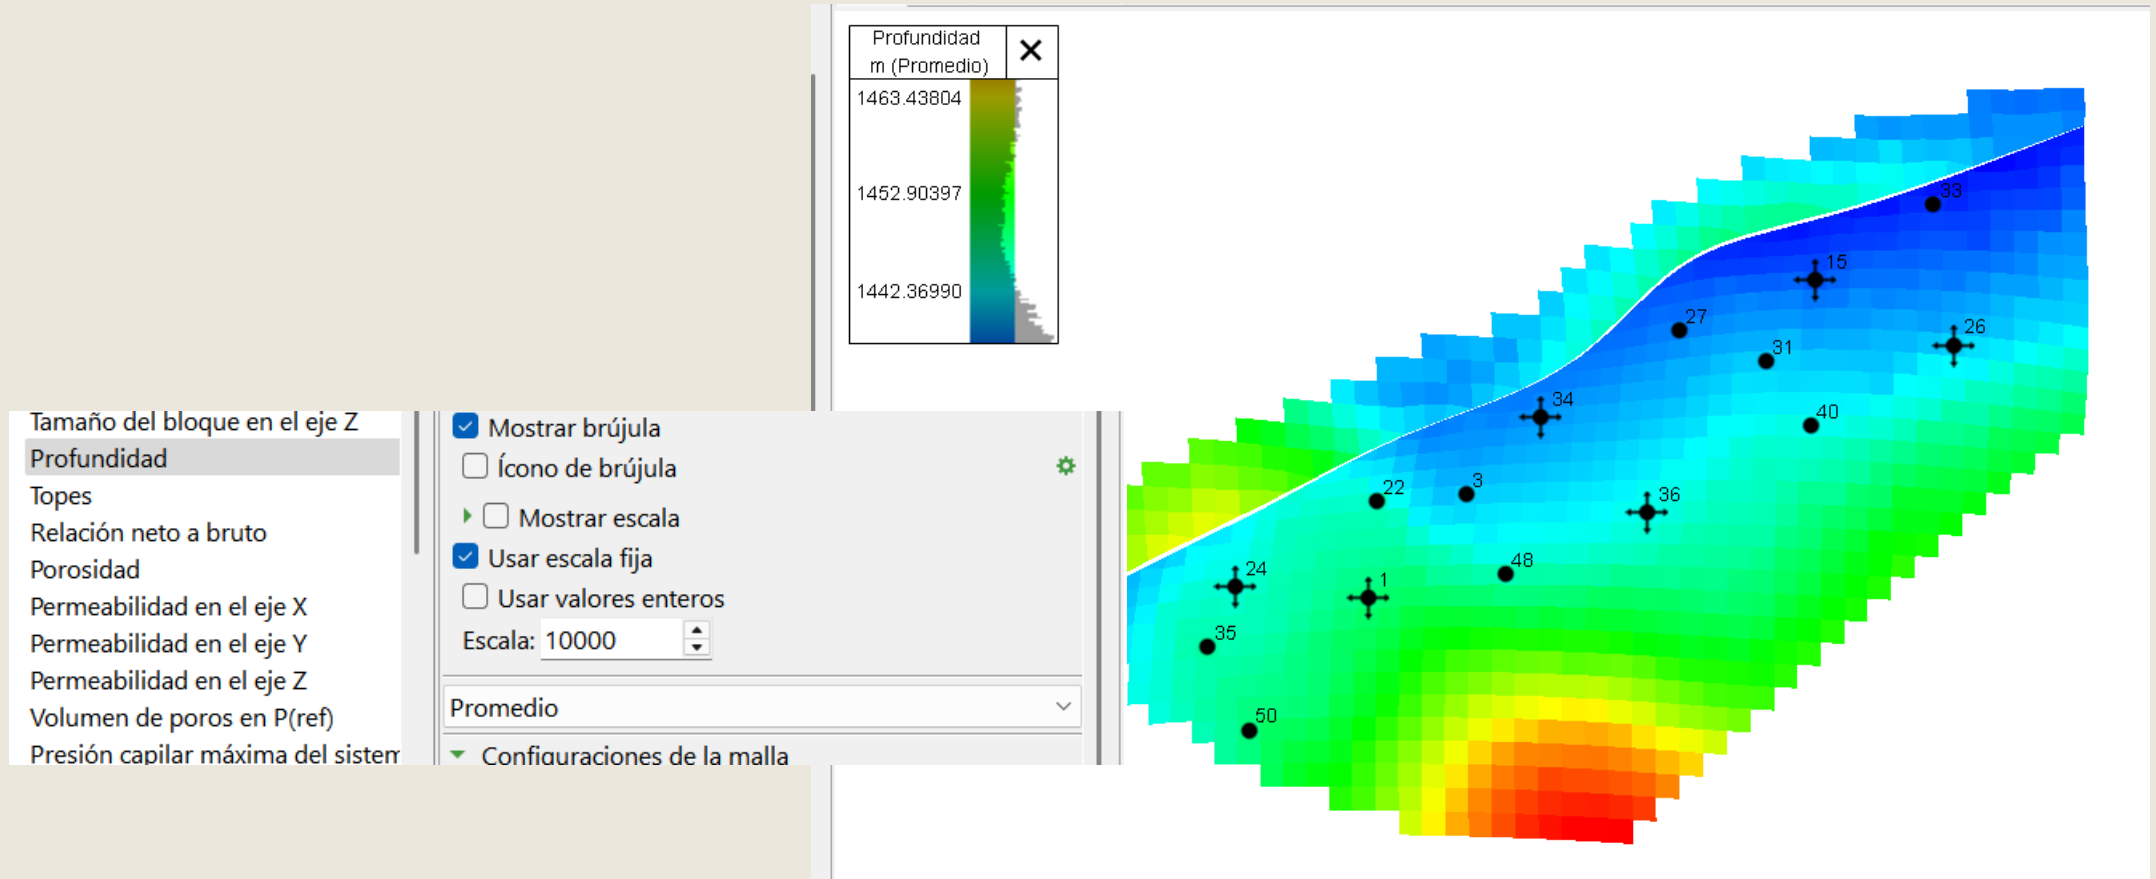 Profundidad
m (Promedio)
1463.43804
1452.90397
1442.36990
33
15
27
26
31
34
40
22
3
36
24
1
48
35
50
Tamaño del bloque en el eje Z
Profundidad
Topes
Relación neto a bruto
Porosidad
Permeabilidad en el eje X
Permeabilidad en el eje Y
Permeabilidad en el eje Z
Volumen de poros en P(ref)
Presión capilar máxima del sistem
Mostrar brújula
Ícono de brújula
Mostrar escala
Usar escala fija
Usar valores enteros
Escala: 10000
Promedio
Configuraciones de la malla